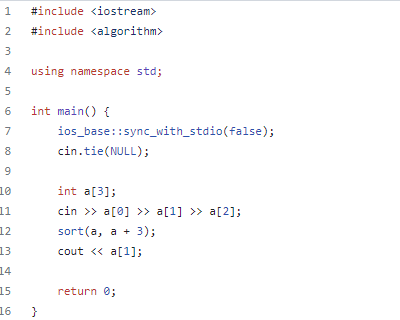 1 #include <iostream>
2 #include <algorithm>
3
4 using namespace std;
5
6 int main() {
7     ios_base::sync_with_stdio(false);
8     cin.tie(NULL);
9
10     int a[3];
11     cin >> a[0] >> a[1] >> a[2];
12     sort(a, a + 3);
13     cout << a[1];
14
15     return 0;
16 }